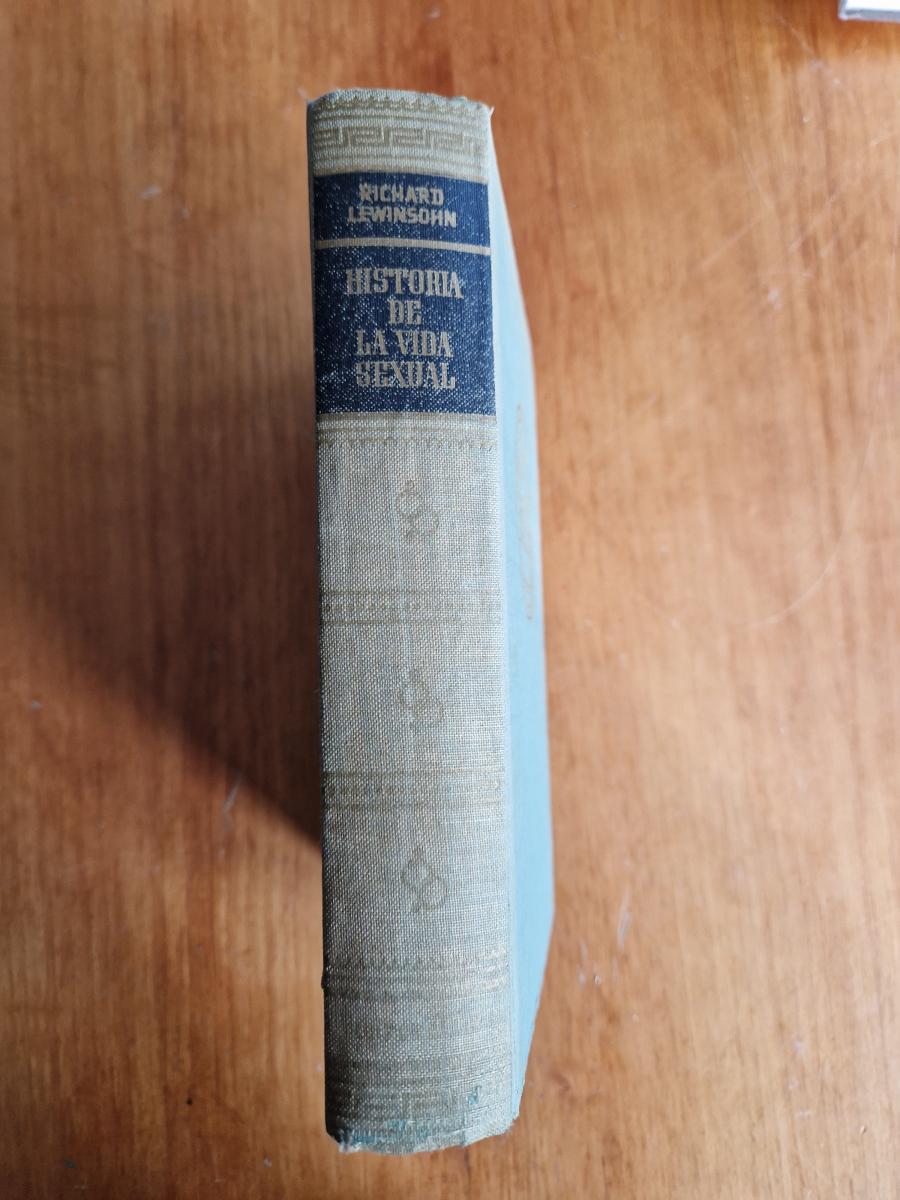 RICHARD
LEWINSOHN
HISTORIA
DE
LA VIDA
SEXUAL